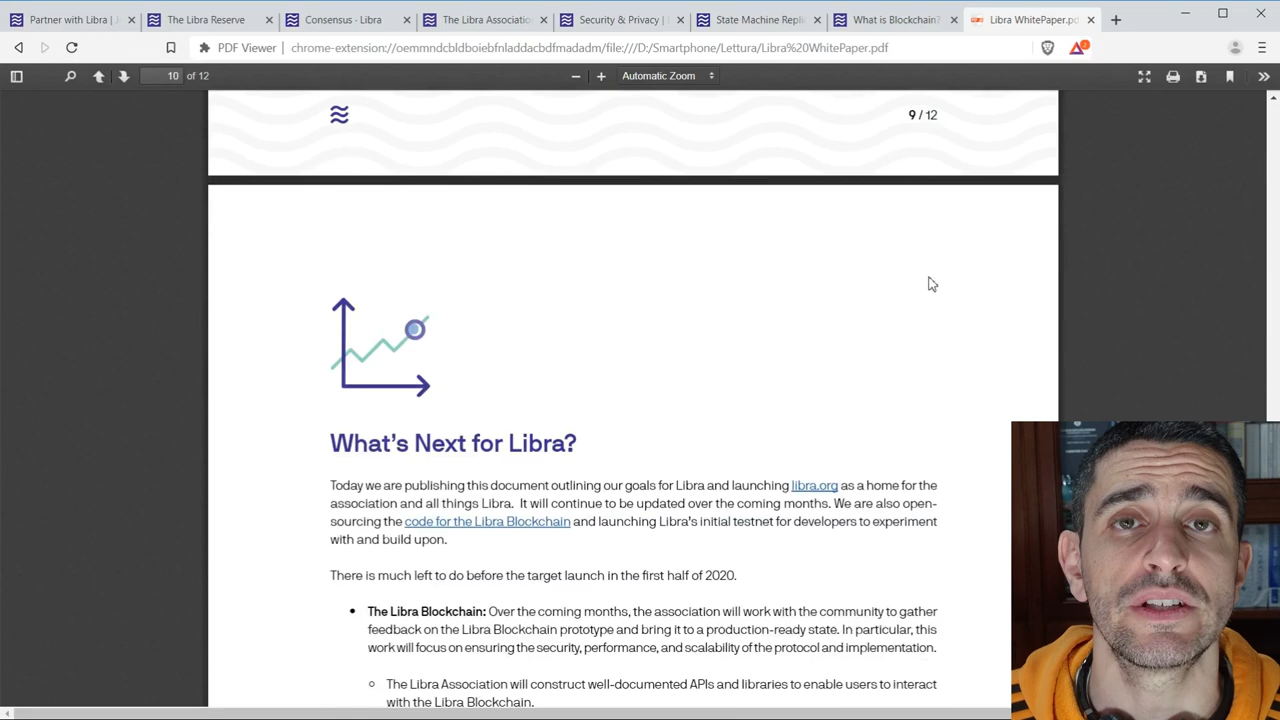 Partner with Libra | J
The Libra Reserve
Consensus - Libra
The Libra Associatio
Security & Privacy |
State Machine Repli
What is Blockchain?
Libra WhitePaper.pd
PDF Viewer
chrome-extension://oemmndcbldboiebfnladdacbdfmadadm/file:///D:/Smartphone/Lettura/Libra%20WhitePaper.pdf
2
10 of 12
Automatic Zoom
9 / 12
What's Next for Libra?
Today we are publishing this document outlining our goals for Libra and launching libra.org as a home for the
association and all things Libra. It will continue to be updated over the coming months. We are also open-
sourcing the code for the Libra Blockchain and launching Libra's initial testnet for developers to experiment
with and build upon.
There is much left to do before the target launch in the first half of 2020.
• The Libra Blockchain: Over the coming months, the association will work with the community to gather
feedback on the Libra Blockchain prototype and bring it to a production-ready state. In particular, this
work will focus on ensuring the security, performance, and scalability of the protocol and implementation.
○ The Libra Association will construct well-documented APIs and libraries to enable users to interact
with the Libra Blockchain.